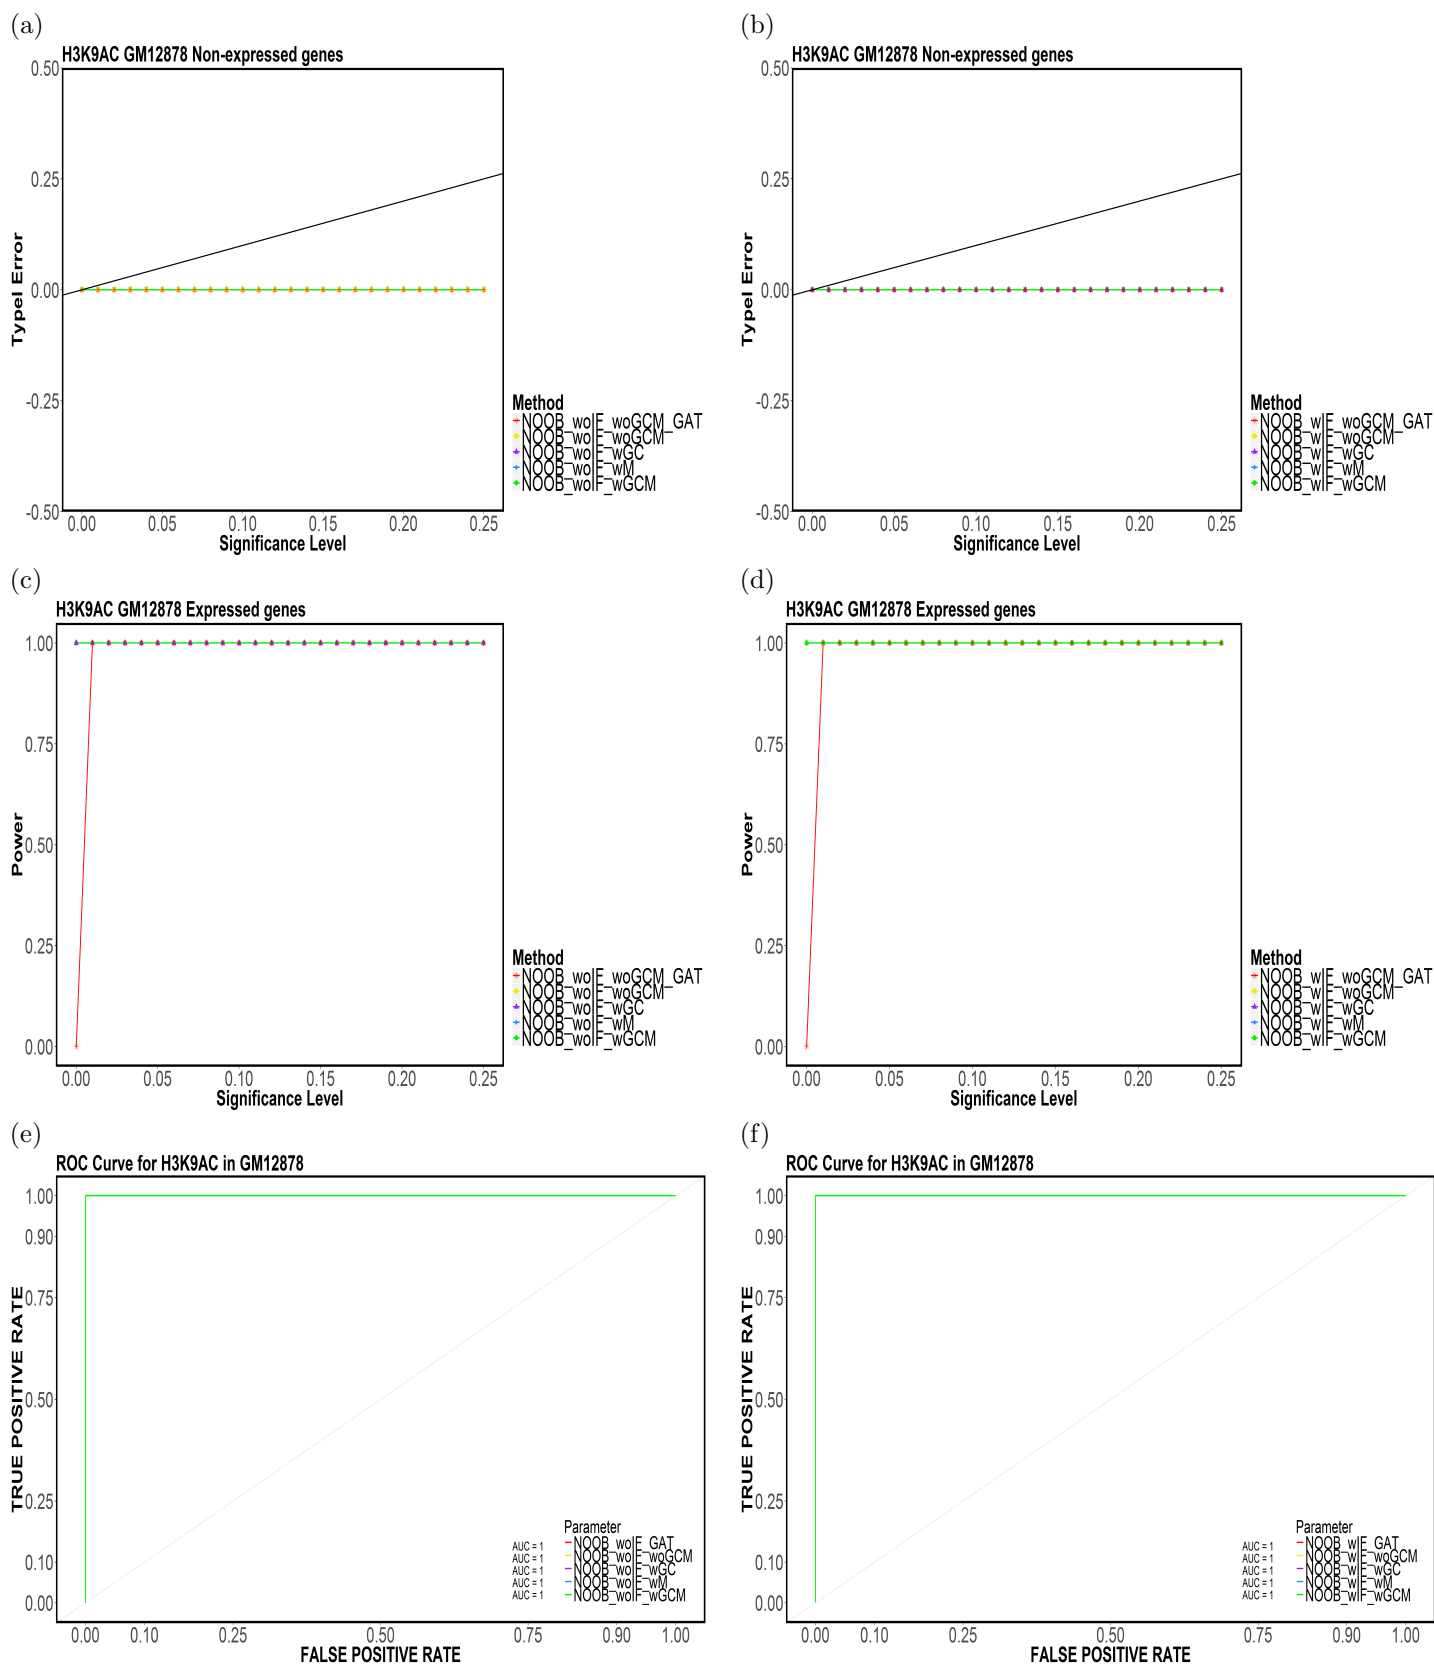 (a)
H3K9AC GM12878 Non-expressed genes
0.50
0.25
0.00
-0.25
-0.50
TypeI Error
0.00 0.05 0.10 0.15 0.20 0.25
Significance Level
Method
NOOB_woIF_woGCM_GAT
NOOB_woIF_woGCM
NOOB_woIF_wGC
NOOB_woIF_wM
NOOB_woIF_wGCM
(b)
H3K9AC GM12878 Non-expressed genes
0.50
0.25
0.00
-0.25
-0.50
TypeI Error
0.00 0.05 0.10 0.15 0.20 0.25
Significance Level
Method
NOOB_wIF_woGCM_GAT
NOOB_wIF_woGCM
NOOB_wIF_wGC
NOOB_wIF_wM
NOOB_wIF_wGCM
(c)
H3K9AC GM12878 Expressed genes
1.00
0.75
0.50
0.25
0.00
Power
0.00 0.05 0.10 0.15 0.20 0.25
Significance Level
Method
NOOB_woIF_woGCM_GAT
NOOB_woIF_woGCM
NOOB_woIF_wGC
NOOB_woIF_wM
NOOB_woIF_wGCM
(d)
H3K9AC GM12878 Expressed genes
1.00
0.75
0.50
0.25
0.00
Power
0.00 0.05 0.10 0.15 0.20 0.25
Significance Level
Method
NOOB_wIF_woGCM_GAT
NOOB_wIF_woGCM
NOOB_wIF_wGC
NOOB_wIF_wM
NOOB_wIF_wGCM
(e)
ROC Curve for H3K9AC in GM12878
1.00
0.90
0.75
0.50
0.25
0.10
0.00
TRUE POSITIVE RATE
Parameter
AUC = 1 NOOB_woIF_GAT
AUC = 1 NOOB_woIF_woGCM
AUC = 1 NOOB_woIF_wGC
AUC = 1 NOOB_woIF_wM
AUC = 1 NOOB_woIF_wGCM
0.00 0.10 0.25 0.50 0.75 0.90 1.00
FALSE POSITIVE RATE
(f)
ROC Curve for H3K9AC in GM12878
1.00
0.90
0.75
0.50
0.25
0.10
0.00
TRUE POSITIVE RATE
Parameter
AUC = 1 NOOB_wIF_GAT
AUC = 1 NOOB_wIF_woGCM
AUC = 1 NOOB_wIF_wGC
AUC = 1 NOOB_wIF_wM
AUC = 1 NOOB_wIF_wGCM
0.00 0.10 0.25 0.50 0.75 0.90 1.00
FALSE POSITIVE RATE